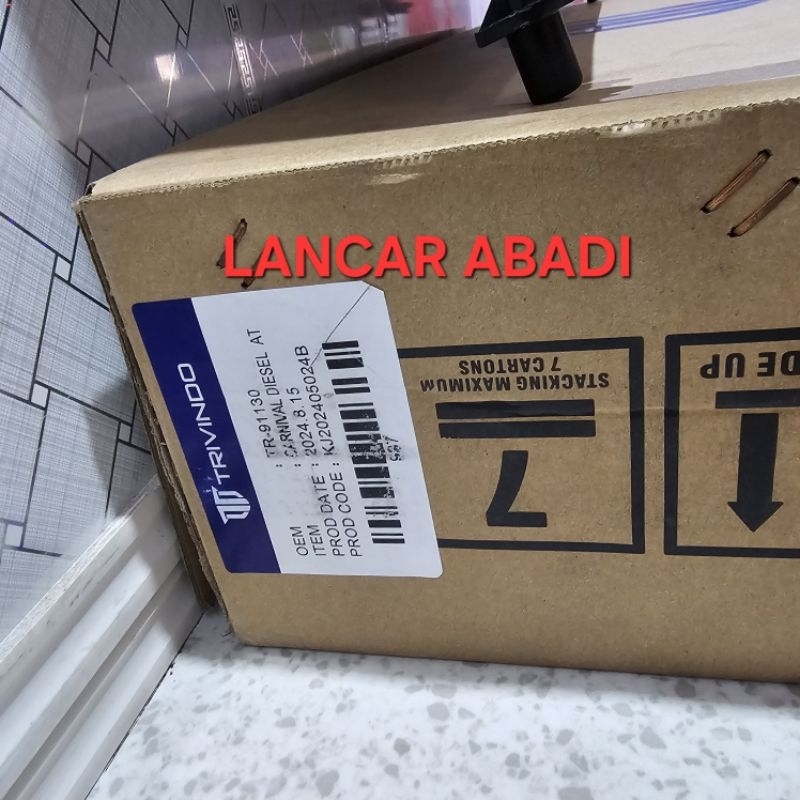 LANCAR ABADI
TRIVINDO
OEM : TR-91130
ITEM : CARNIVAL DIESEL AT
PROD DATE : 2024.8.15
PROD CODE : KJ202405024B
STACKING MAXIMUM
7 CARTONS
7
DE UP